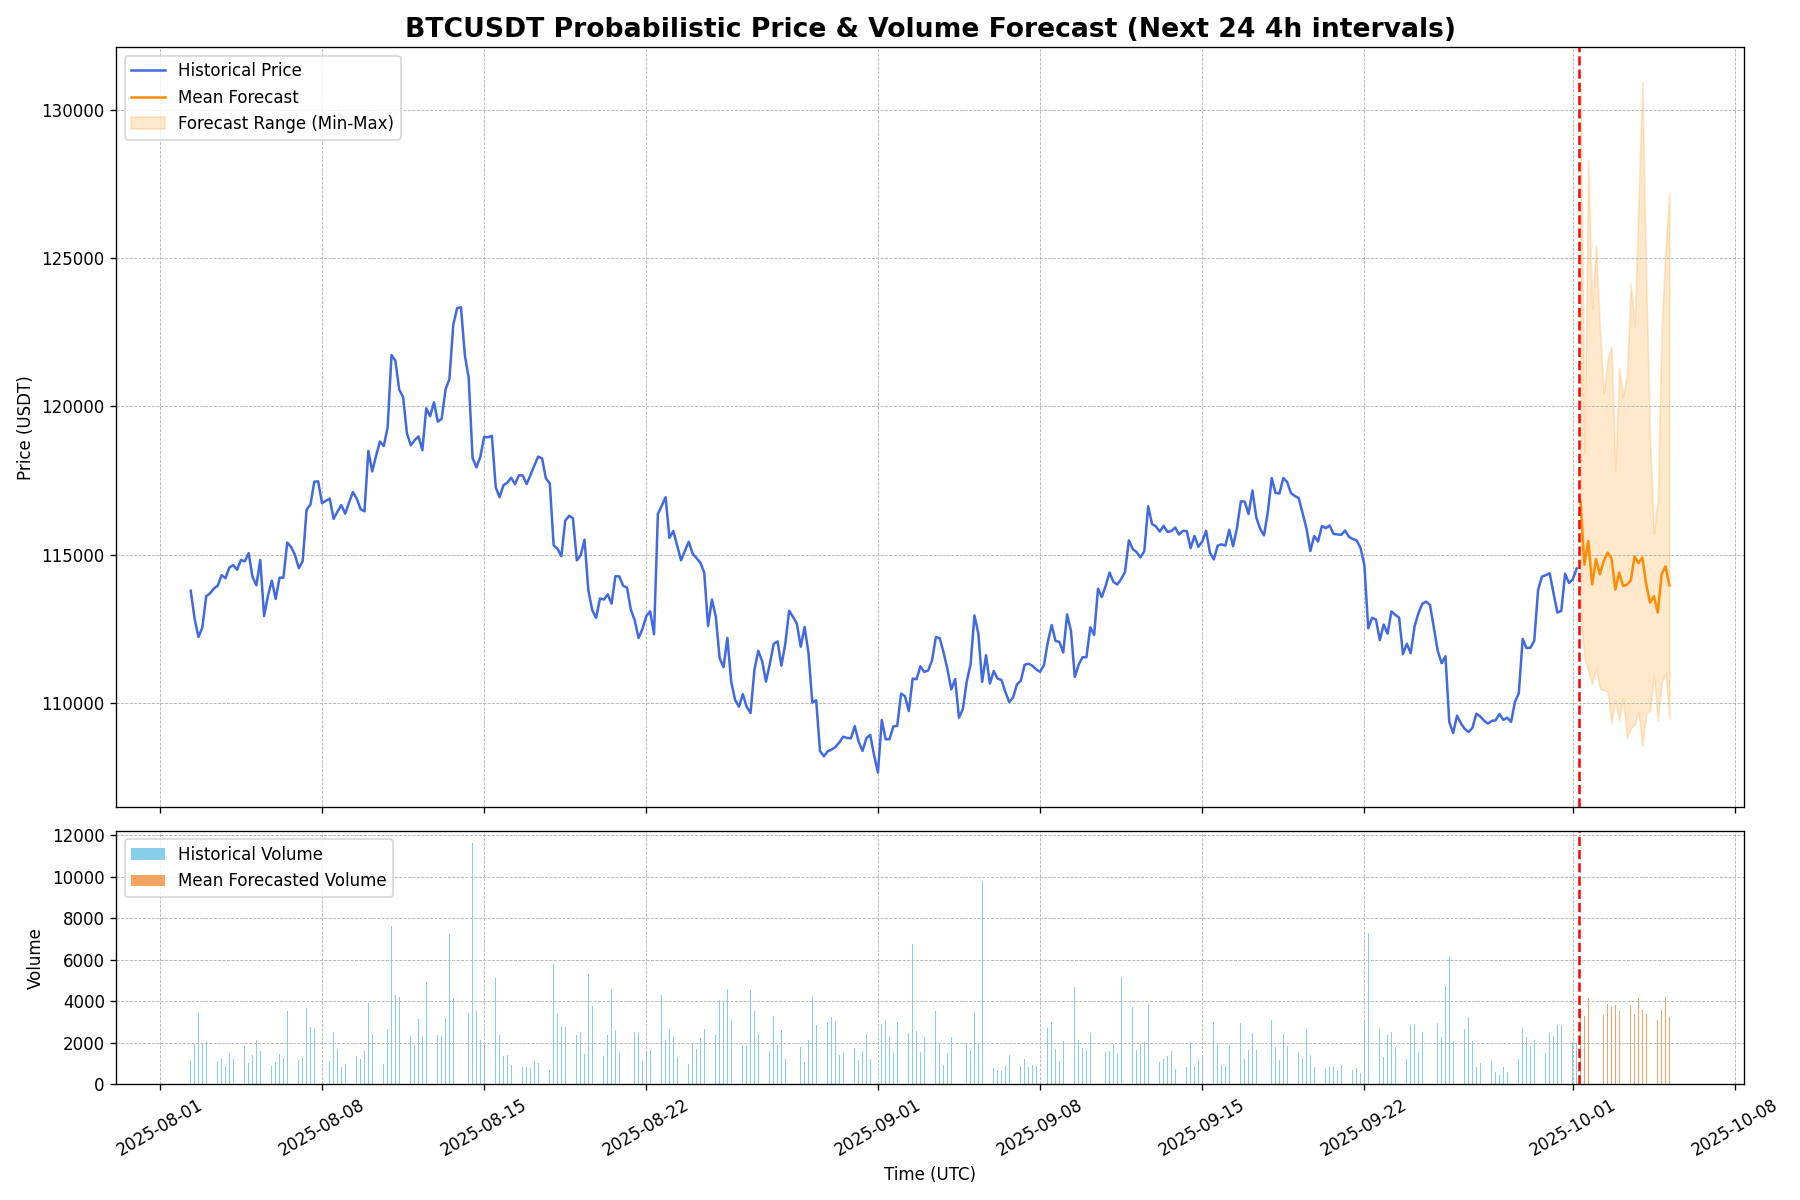 BTCUSDT Probabilistic Price & Volume Forecast (Next 24 4h intervals)
Historical Price
Mean Forecast
Forecast Range (Min-Max)
Price (USDT)
130000
125000
120000
115000
110000
Historical Volume
Mean Forecasted Volume
Volume
12000
10000
8000
6000
4000
2000
0
2025-08-01
2025-08-08
2025-08-15
2025-08-22
2025-09-01
2025-09-08
2025-09-15
2025-09-22
2025-10-01
2025-10-08
Time (UTC)